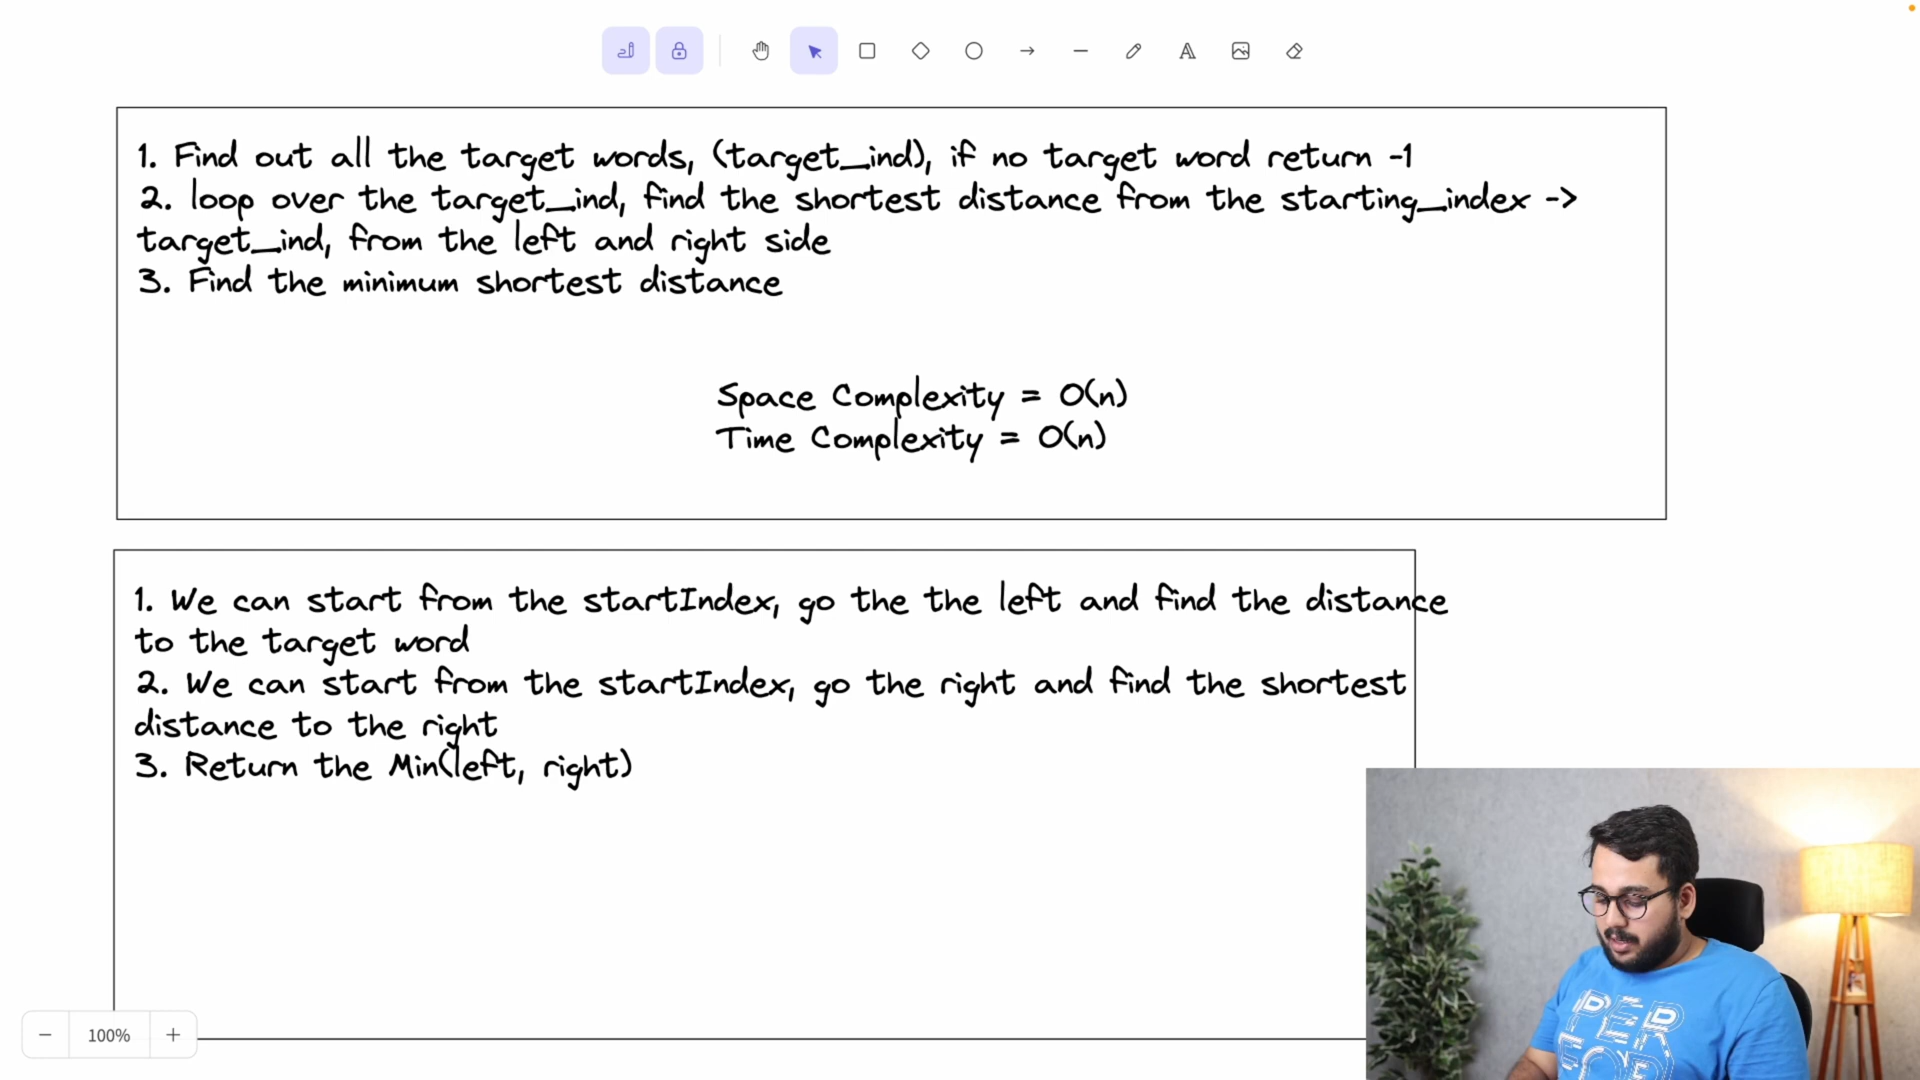 1. Find out all the target words, (target_ind), if no target word return -1
2. loop over the target_ind, find the shortest distance from the starting_index ->
target_ind, from the left and right side
3. Find the minimum shortest distance
Space Complexity = O(n)
Time Complexity = O(n)
1. We can start from the startIndex, go the the left and find the distance
to the target word
2. We can start from the startIndex, go the right and find the shortest
distance to the right
3. Return the Min(left, right)
100%
PER